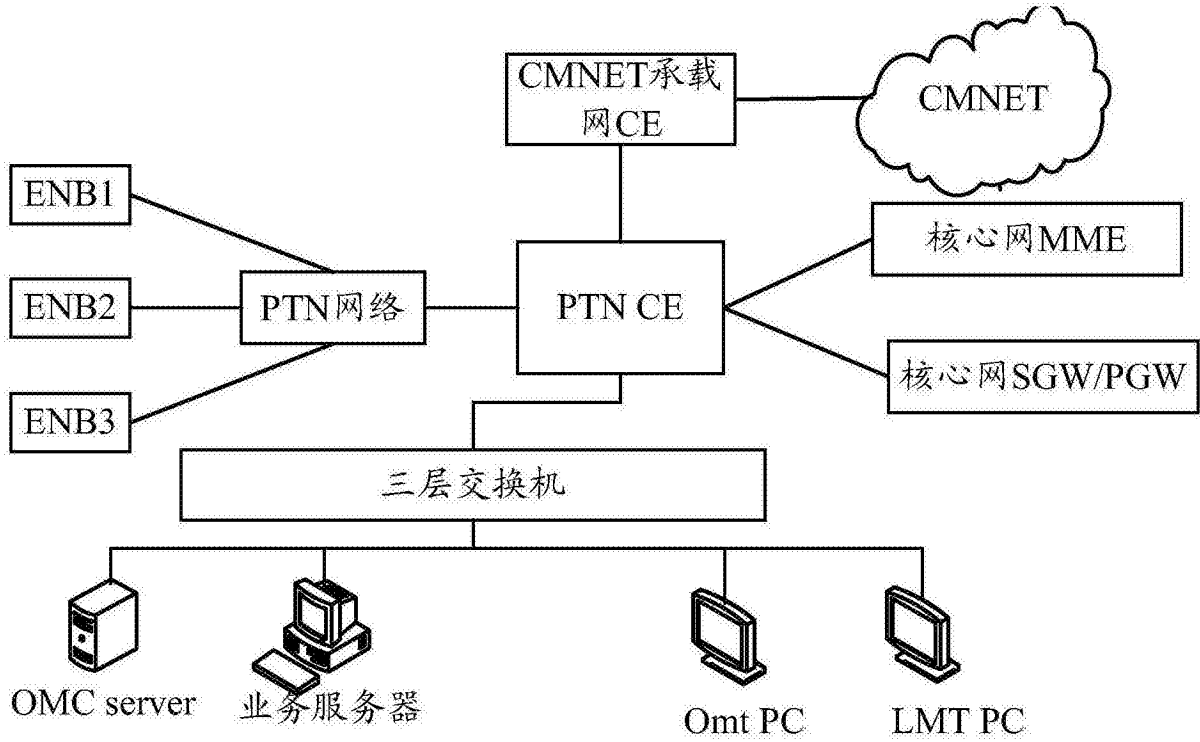 CMNET承载
网CE
CMNET
ENB1
核心网MME
ENB2
PTN网络
PTN CE
核心网SGW/PGW
ENB3
三层交换机
OMC server
业务服务器
Omt PC
LMT PC